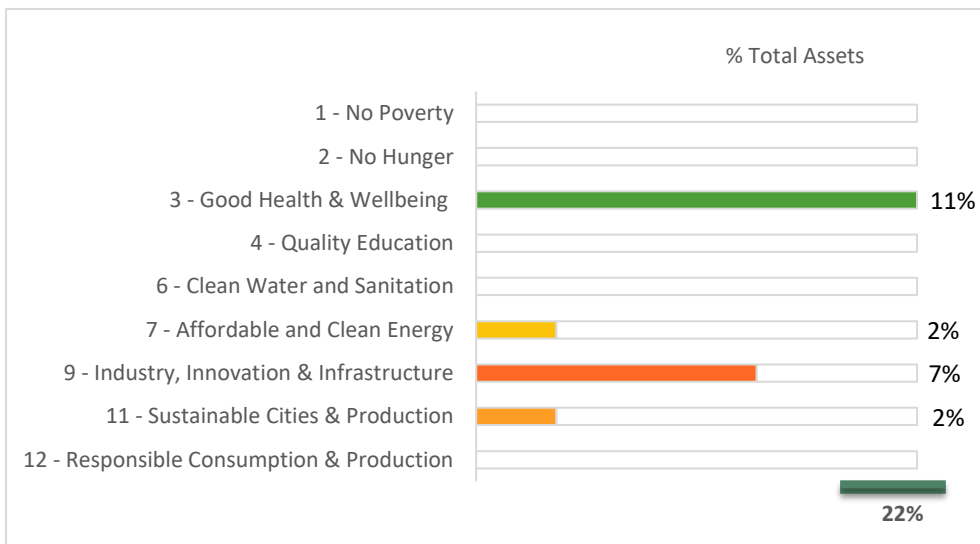 % Total Assets
1 - No Poverty
2 - No Hunger
3 - Good Health & Wellbeing 11%
4 - Quality Education
6 - Clean Water and Sanitation
7 - Affordable and Clean Energy 2%
9 - Industry, Innovation & Infrastructure 7%
11 - Sustainable Cities & Production 2%
12 - Responsible Consumption & Production
22%